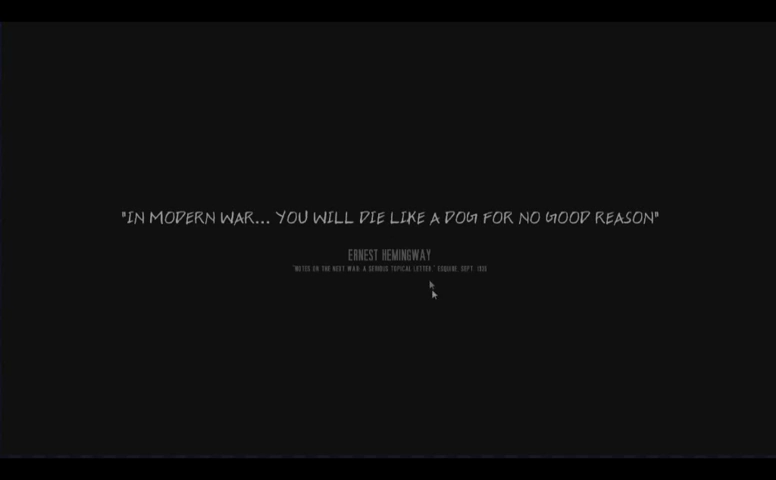 "IN MODERN WAR... YOU WILL DIE LIKE A DOG FOR NO GOOD REASON"
ERNEST HEMINGWAY
"NOTES ON THE NEXT WAR: A SERIOUS TOPICAL LETTER." ESQUIRE, SEPT. 1935